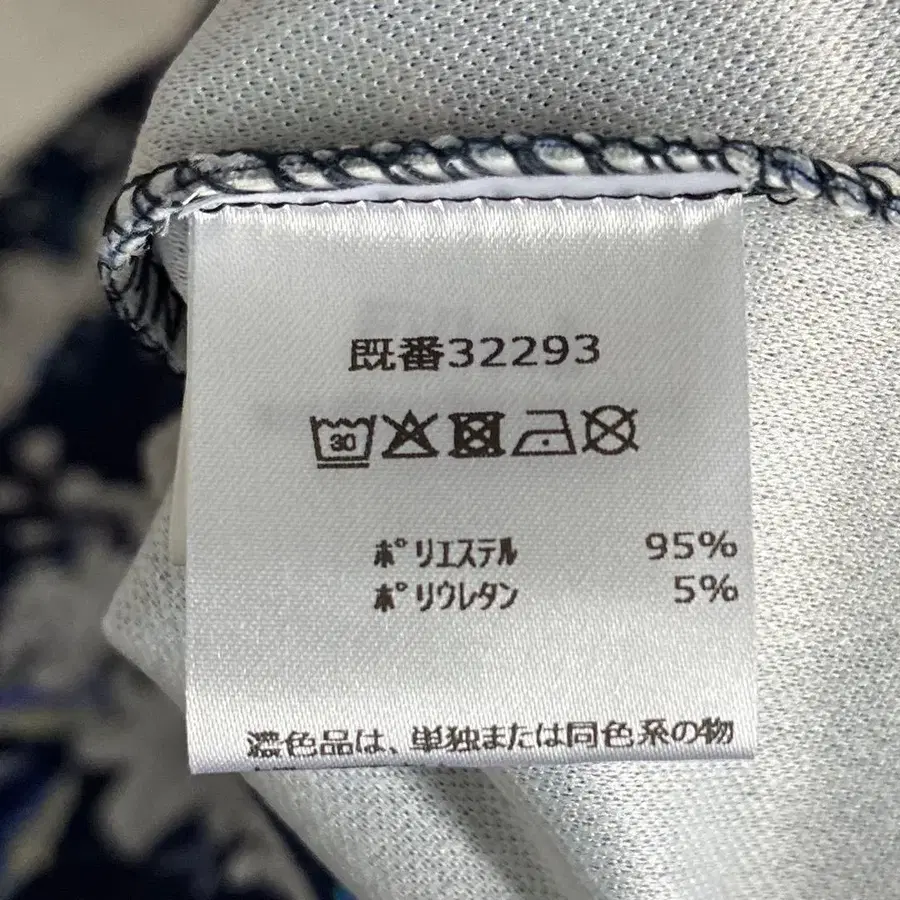 既番32293
30
ポリエステル 95%
ポリウレタン 5%
濃色品は、単独または同色系の物